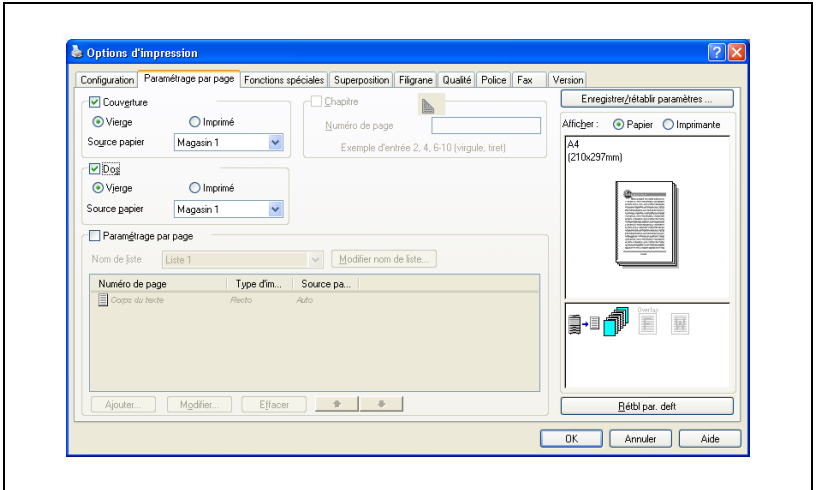 Options d'impression
Configuration Paramétrage par page Fonctions spéciales Superposition Filigrane Qualité Police Fax Version
Couverture
Vierge Imprimé
Source papier Magasin 1
Chapitre
Numéro de page
Exemple d'entrée 2, 4, 6-10 (virgule, tiret)
Dos
Vierge Imprimé
Source papier Magasin 1
Paramétrage par page
Nom de liste Liste 1 Modifier nom de liste...
Numéro de page Type d'im... Source pa...
Corps du texte Recto Auto
Ajouter... Modifier... Effacer
Enregistrer/rétablir paramètres ...
Afficher : Papier Imprimante
A4
(210x297mm)
Overlay
Rétbl par. deft
OK Annuler Aide